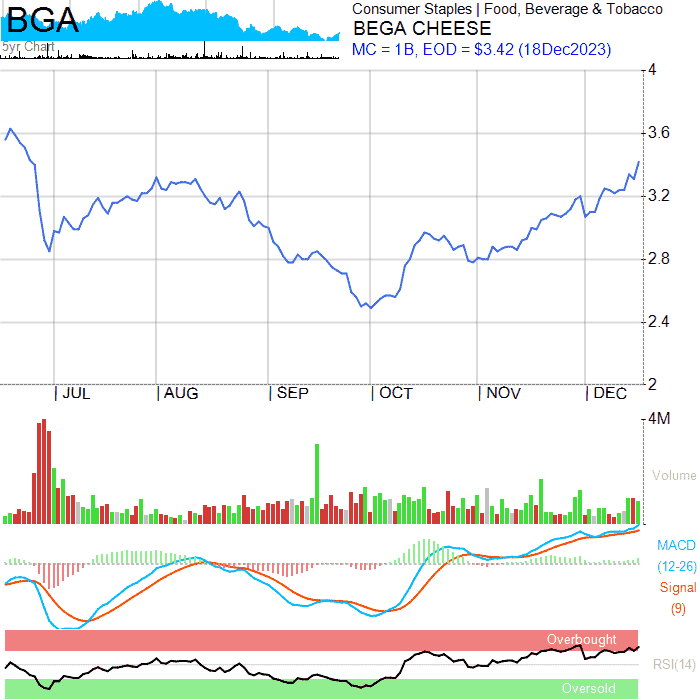 BGA
5yr Chart
Consumer Staples | Food, Beverage & Tobacco
BEGA CHEESE
MC = 1B, EOD = $3.42 (18Dec2023)
4
3.6
3.2
2.8
2.4
2
| JUL | AUG | SEP | OCT | NOV | DEC
4M
Volume
MACD
(12-26)
Signal
(9)
Overbought
RSI(14)
Oversold